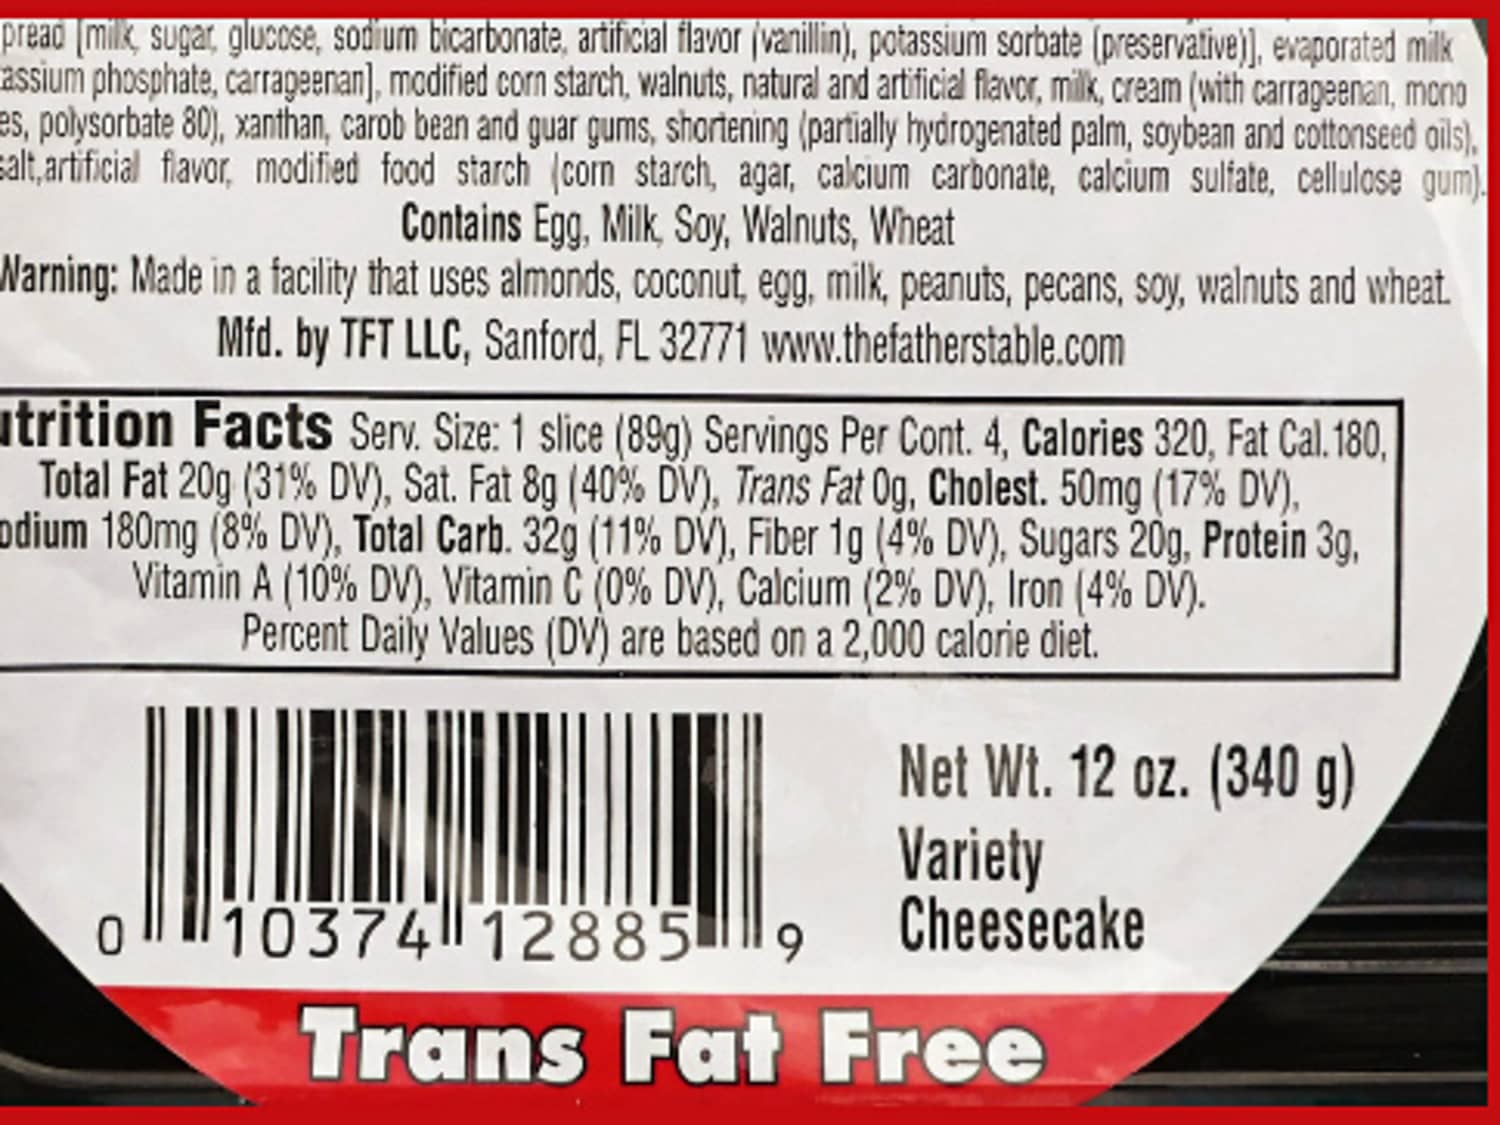 pread [milk, sugar, glucose, sodium bicarbonate, artificial flavor (vanillin), potassium sorbate (preservative)], evaporated milk
assium phosphate, carrageenan], modified corn starch, walnuts, natural and artificial flavor, milk, cream (with carrageenan, mono
es, polysorbate 80), xanthan, carob bean and guar gums, shortening (partially hydrogenated palm, soybean and cottonseed oils),
salt,artificial flavor, modified food starch (corn starch, agar, calcium carbonate, calcium sulfate, cellulose gum).
Contains Egg, Milk, Soy, Walnuts, Wheat
Warning: Made in a facility that uses almonds, coconut, egg, milk, peanuts, pecans, soy, walnuts and wheat.
Mfd. by TFT LLC, Sanford, FL 32771 www.thefatherstable.com
utrition Facts Serv. Size: 1 slice (89g) Servings Per Cont. 4, Calories 320, Fat Cal.180,
Total Fat 20g (31% DV), Sat. Fat 8g (40% DV), Trans Fat 0g, Cholest. 50mg (17% DV),
odium 180mg (8% DV), Total Carb. 32g (11% DV), Fiber 1g (4% DV), Sugars 20g, Protein 3g,
Vitamin A (10% DV), Vitamin C (0% DV), Calcium (2% DV), Iron (4% DV).
Percent Daily Values (DV) are based on a 2,000 calorie diet.
Net Wt. 12 oz. (340 g)
Variety
Cheesecake
0 10374 12885 9
Trans Fat Free